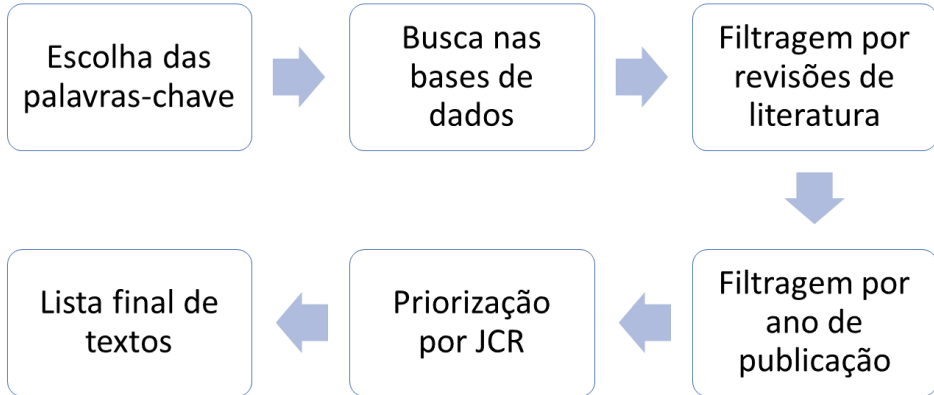 Escolha das
palavras-chave
Busca nas
bases de
dados
Filtragem por
revisões de
literatura
Filtragem por
ano de
publicação
Priorização
por JCR
Lista final de
textos